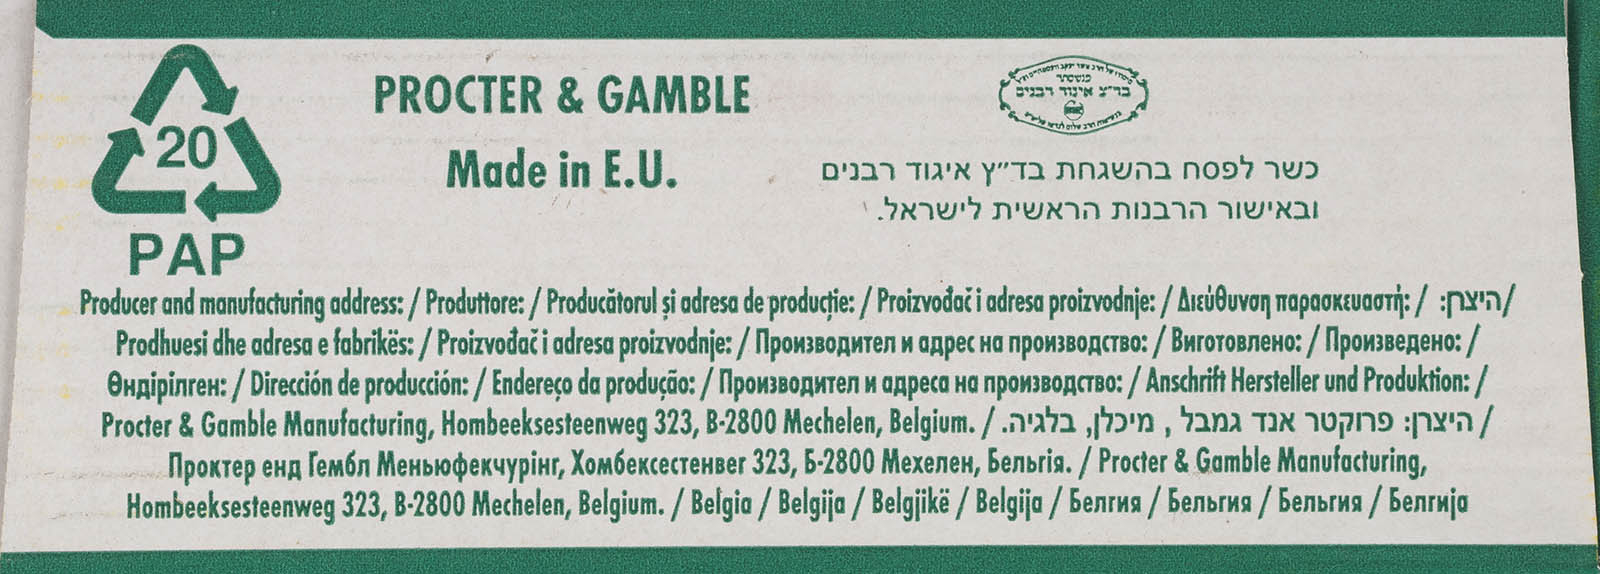 20
PAP
PROCTER & GAMBLE
Made in E.U.
בד"צ איגוד רבנים
כשר לפסח בהשגחת בד״ץ איגוד רבנים
ובאישור הרבנות הראשית לישראל.
Producer and manufacturing address: / Produttore: / Producătorul și adresa de producție: / Proizvođač i adresa proizvodnje: / Διεύθυνση παρασκευαστή: / היצרן: /
Prodhuesi dhe adresa e fabrikës: / Proizvođač i adresa proizvodnje: / Производител и адрес на производство: / Виготовлено: / Произведено: /
Өндірілген: / Dirección de producción: / Endereço da produção: / Производител и адреса на производство: / Anschrift Hersteller und Produktion: /
Procter & Gamble Manufacturing, Hombeeksesteenweg 323, B-2800 Mechelen, Belgium. / היצרן: פרוקטר אנד גמבל , מיכלן, בלגיה. /
Проктер енд Гембл Меньюфекчурінг, Хомбексестенвег 323, Б-2800 Мехелен, Бельгія. / Procter & Gamble Manufacturing,
Hombeeksesteenweg 323, B-2800 Mechelen, Belgium. / Belgia / Belgija / Belgjikë / Belgija / Белгия / Бельгия / Бельгия / Белгија